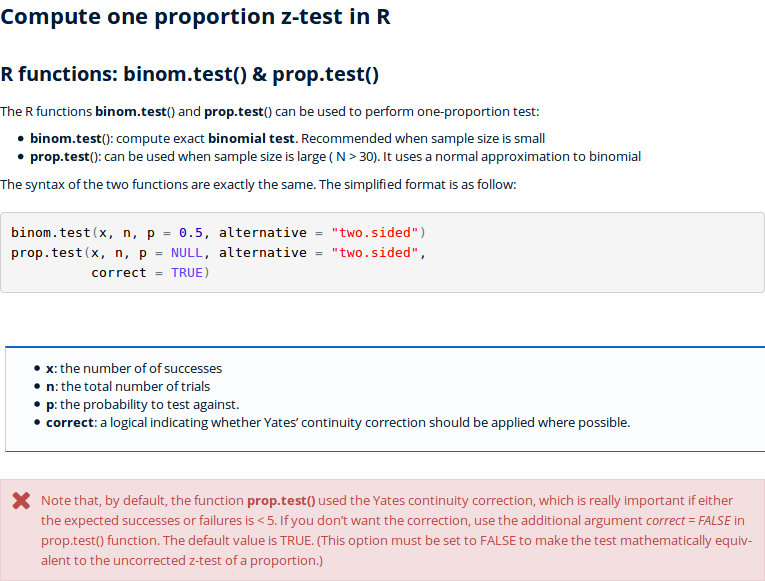 Compute one proportion z-test in R
R functions: binom.test() & prop.test()
The R functions binom.test() and prop.test() can be used to perform one-proportion test:
• binom.test(): compute exact binomial test. Recommended when sample size is small
• prop.test(): can be used when sample size is large ( N > 30). It uses a normal approximation to binomial
The syntax of the two functions are exactly the same. The simplified format is as follow:
binom.test(x, n, p = 0.5, alternative = "two.sided")
prop.test(x, n, p = NULL, alternative = "two.sided",
          correct = TRUE)
• x: the number of of successes
• n: the total number of trials
• p: the probability to test against.
• correct: a logical indicating whether Yates’ continuity correction should be applied where possible.
Note that, by default, the function prop.test() used the Yates continuity correction, which is really important if either
the expected successes or failures is < 5. If you don’t want the correction, use the additional argument correct = FALSE in
prop.test() function. The default value is TRUE. (This option must be set to FALSE to make the test mathematically equiv-
alent to the uncorrected z-test of a proportion.)